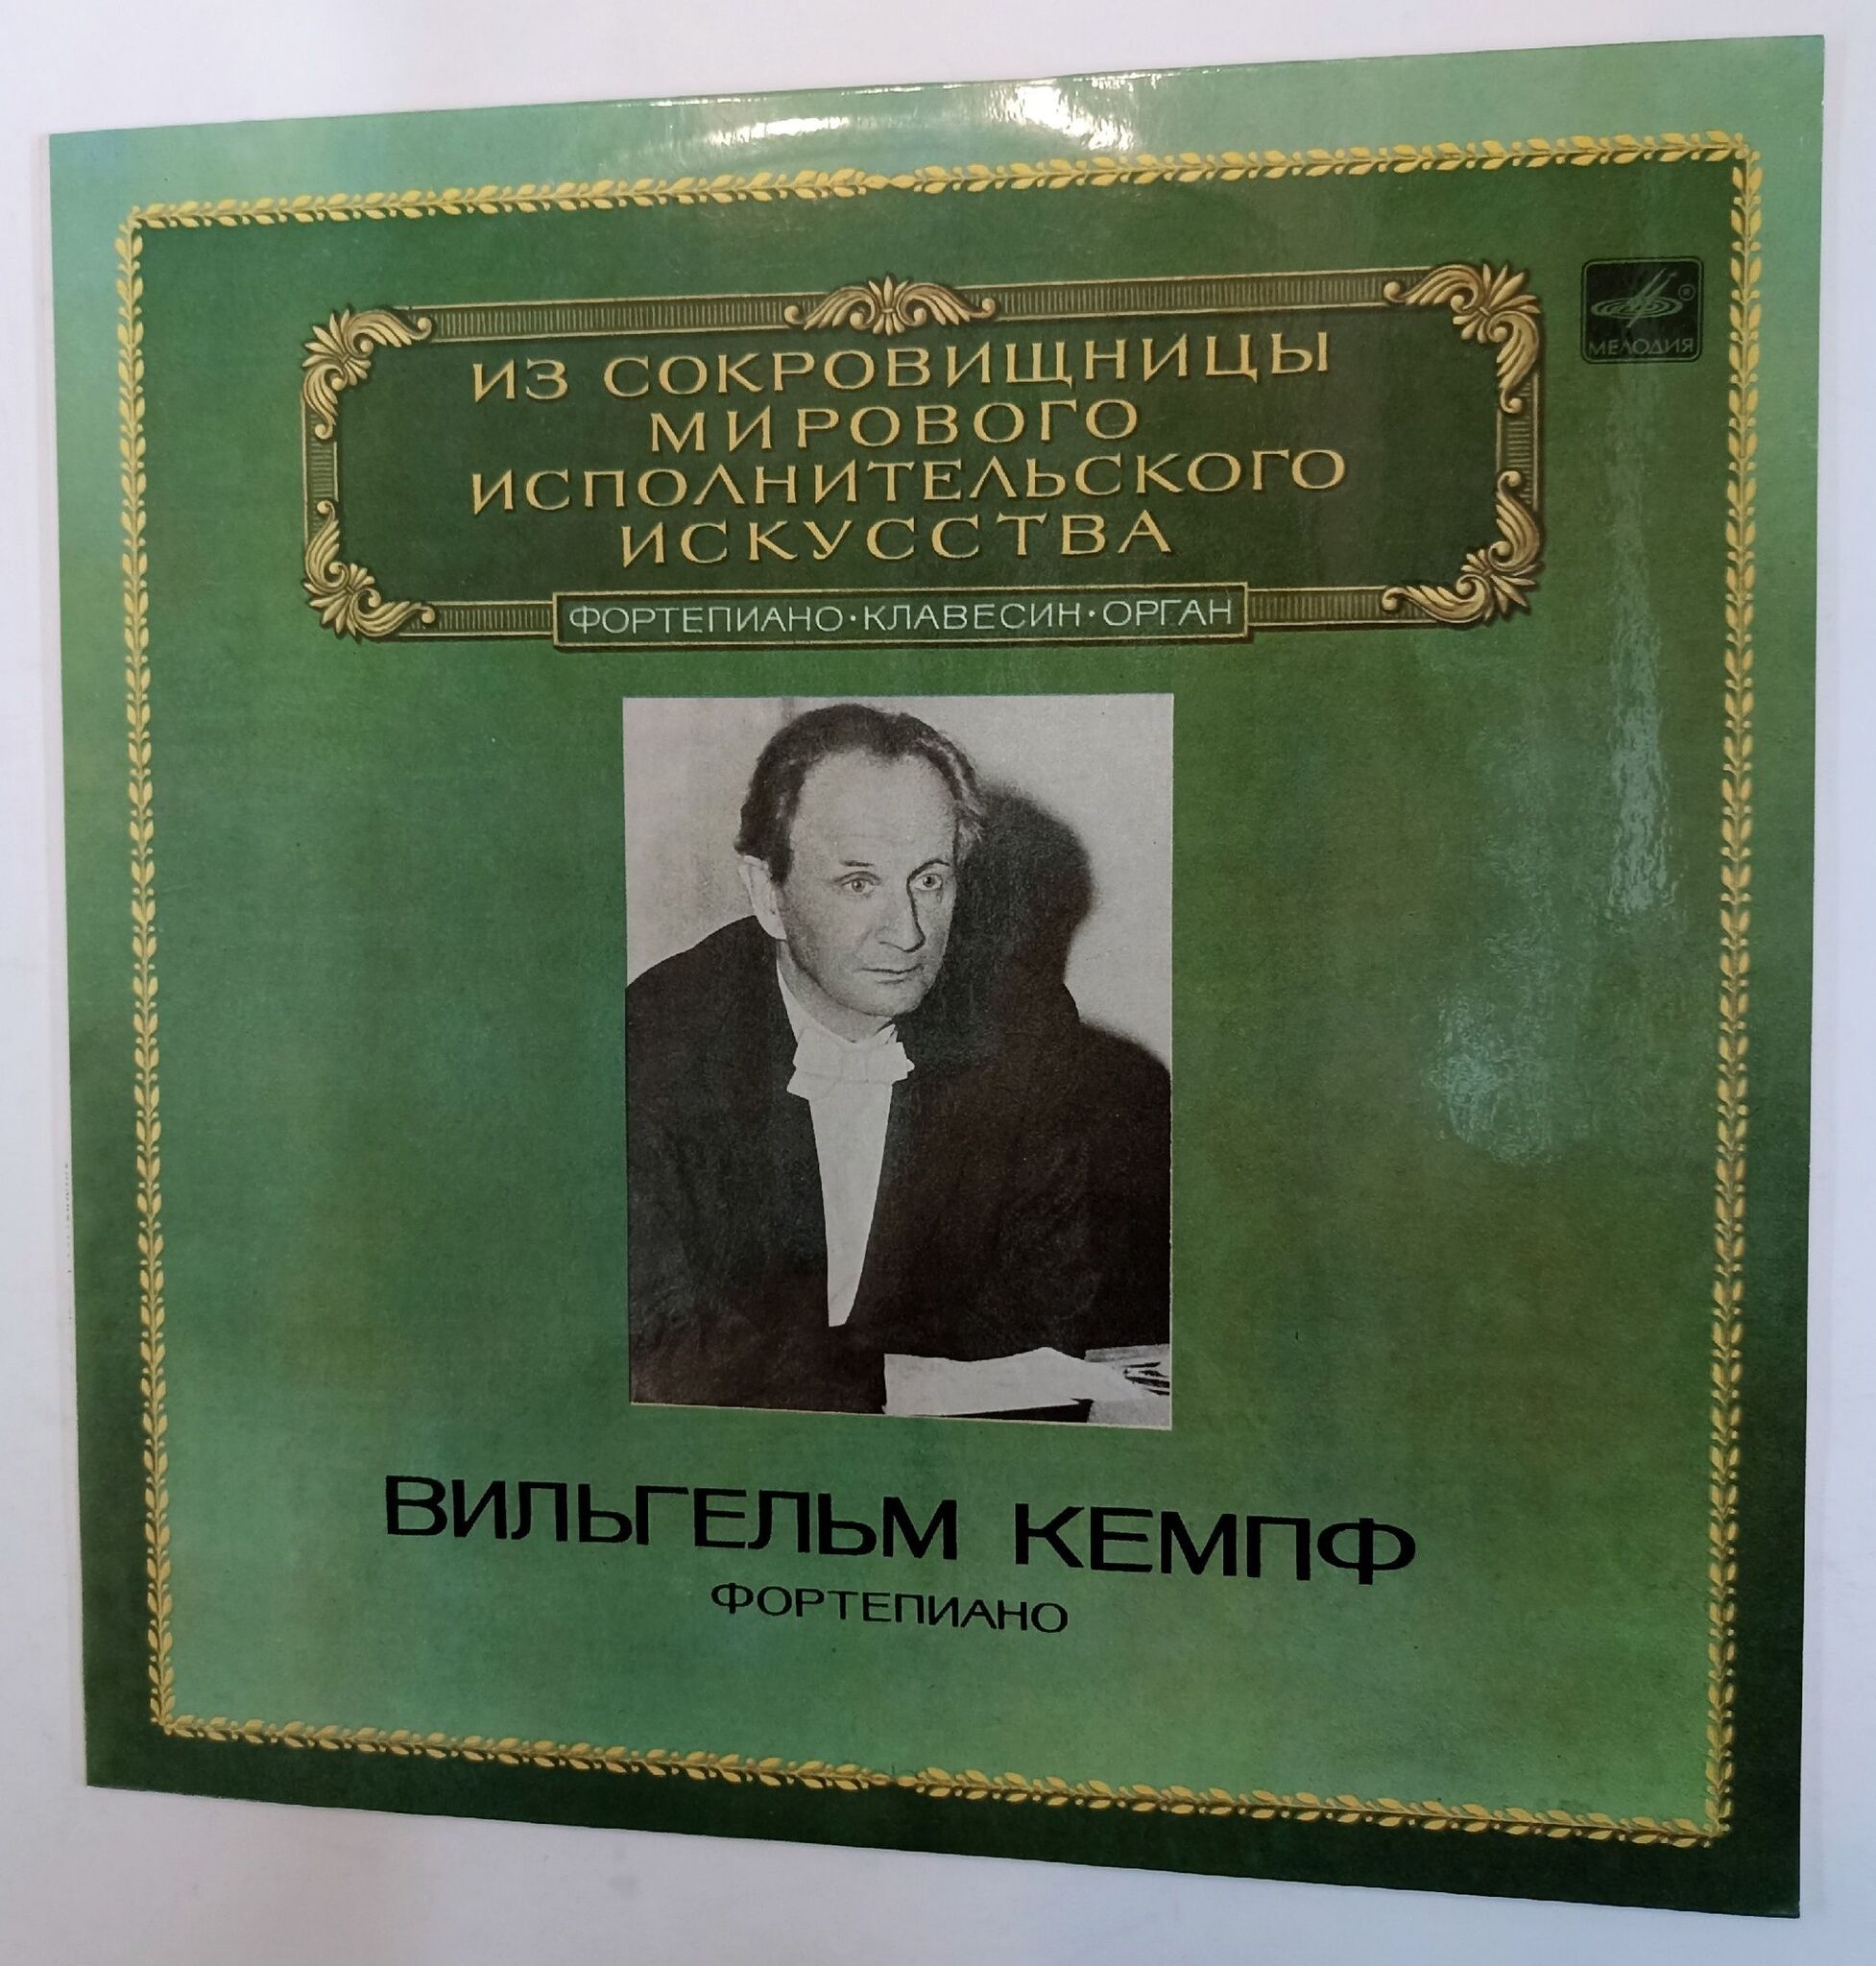 ИЗ СОКРОВИЩНИЦЫ
МИРОВОГО
ИСПОЛНИТЕЛЬСКОГО
ИСКУССТВА
ФОРТЕПИАНО·КЛАВЕСИН·ОРГАН
®
МЕЛОДИЯ
ВИЛЬГЕЛЬМ КЕМПФ
ФОРТЕПИАНО